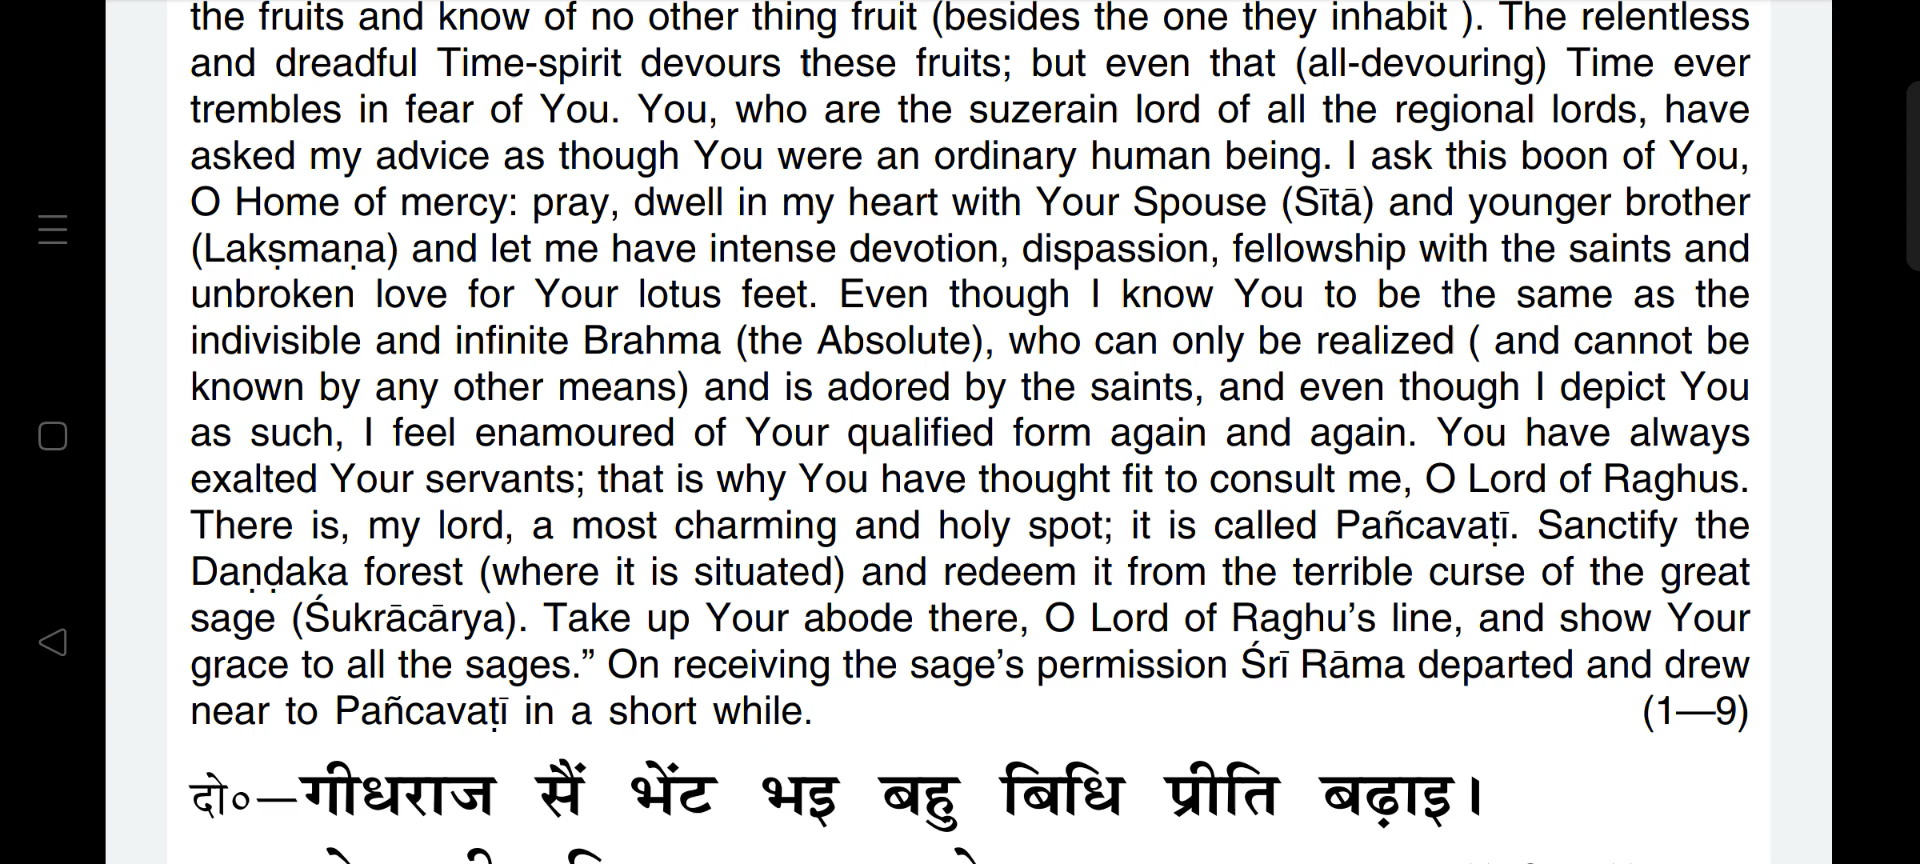 the fruits and know of no other thing fruit (besides the one they inhabit ). The relentless
and dreadful Time-spirit devours these fruits; but even that (all-devouring) Time ever
trembles in fear of You. You, who are the suzerain lord of all the regional lords, have
asked my advice as though You were an ordinary human being. I ask this boon of You,
O Home of mercy: pray, dwell in my heart with Your Spouse (Sītā) and younger brother
(Lakṣmaṇa) and let me have intense devotion, dispassion, fellowship with the saints and
unbroken love for Your lotus feet. Even though I know You to be the same as the
indivisible and infinite Brahma (the Absolute), who can only be realized ( and cannot be
known by any other means) and is adored by the saints, and even though I depict You
as such, I feel enamoured of Your qualified form again and again. You have always
exalted Your servants; that is why You have thought fit to consult me, O Lord of Raghus.
There is, my lord, a most charming and holy spot; it is called Pañcavaṭī. Sanctify the
Daṇḍaka forest (where it is situated) and redeem it from the terrible curse of the great
sage (Śukrācārya). Take up Your abode there, O Lord of Raghu’s line, and show Your
grace to all the sages.” On receiving the sage’s permission Śrī Rāma departed and drew
near to Pañcavaṭī in a short while. (1—9)
दो०—गीधराज सैं भेंट भइ बहु बिधि प्रीति बढ़ाइ।